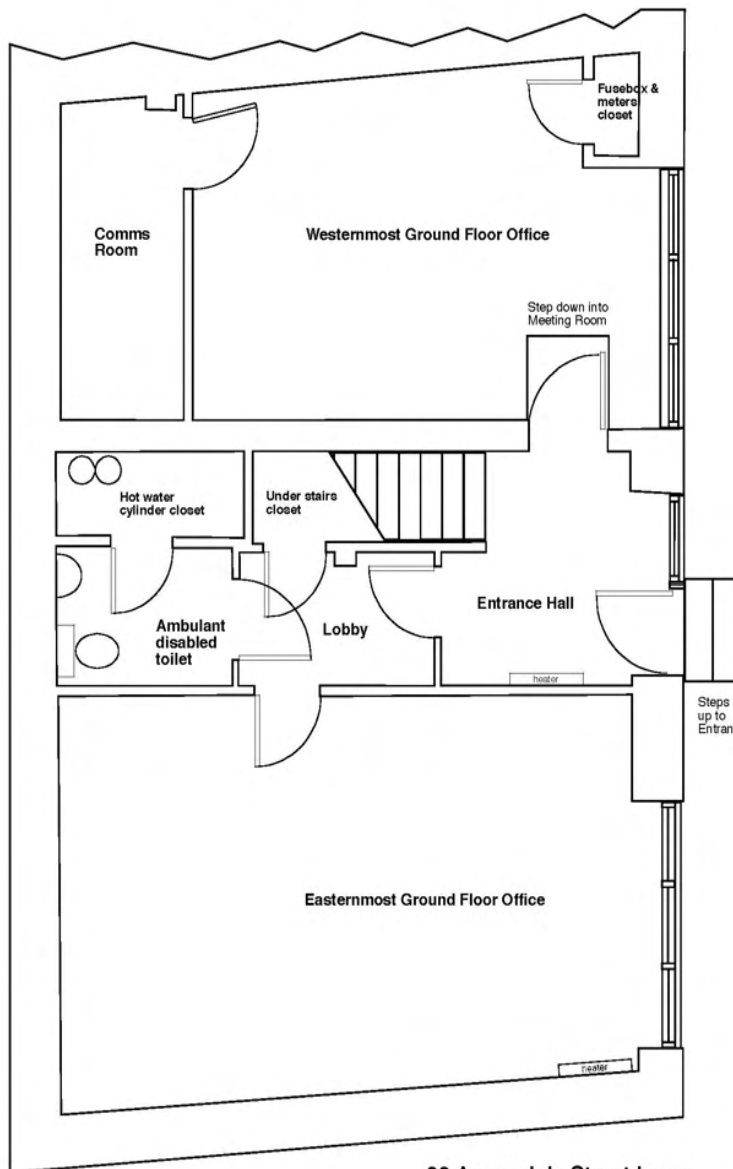 Fusebox &
meters
closet
Comms
Room
Westernmost Ground Floor Office
Step down into
Meeting Room
Hot water
cylinder closet
Under stairs
closet
Ambulant
disabled
toilet
Lobby
Entrance Hall
heater
Steps
up to
Entran
Easternmost Ground Floor Office
heater